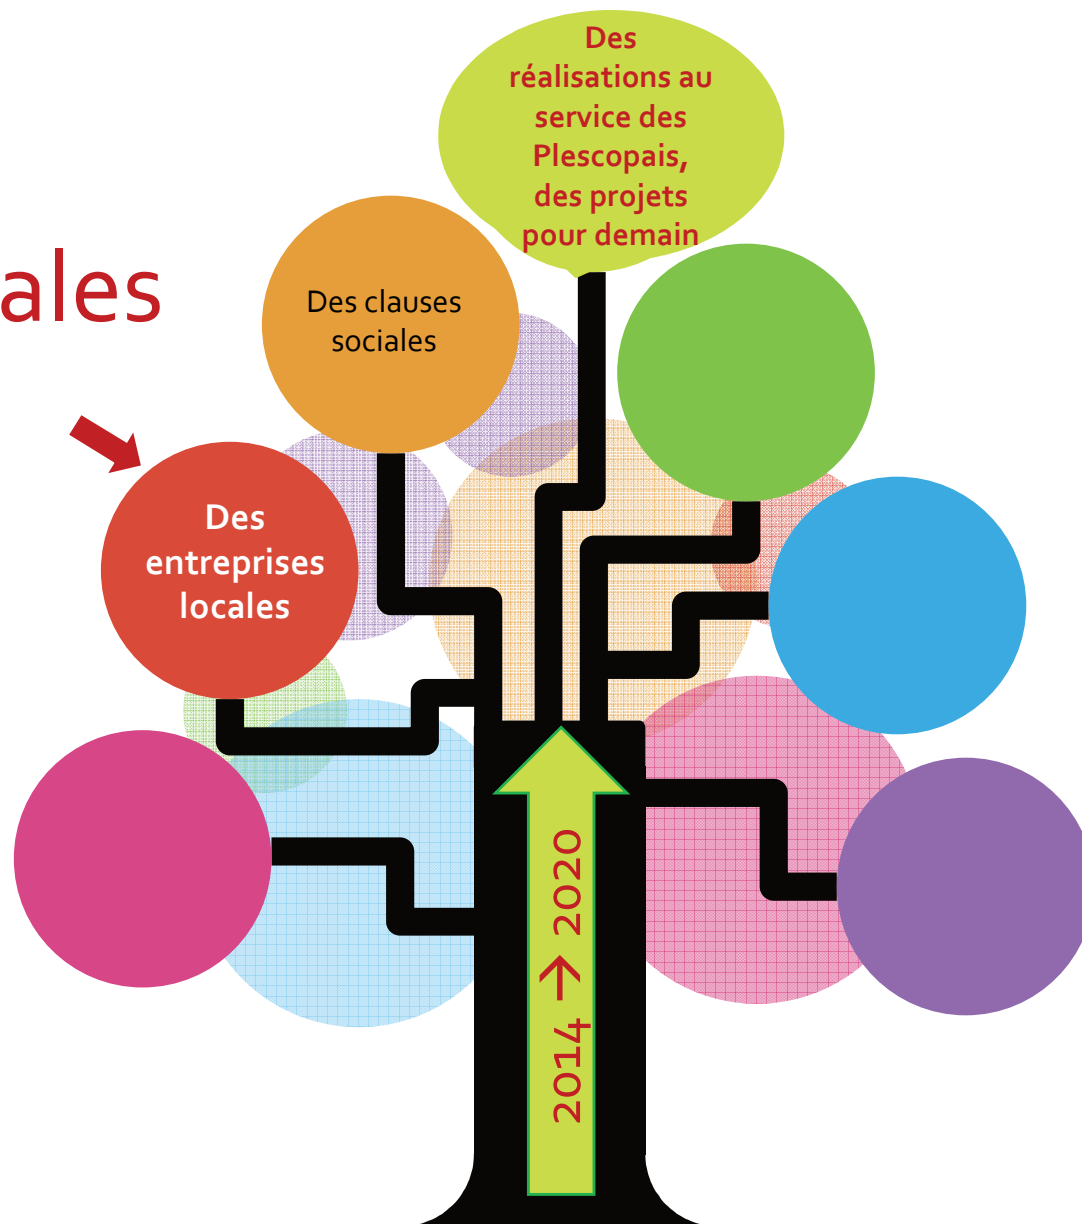 Des
réalisations au
service des
Plescopais,
des projets
pour demain
ales
Des clauses
sociales
Des
entreprises
locales
2014 → 2020